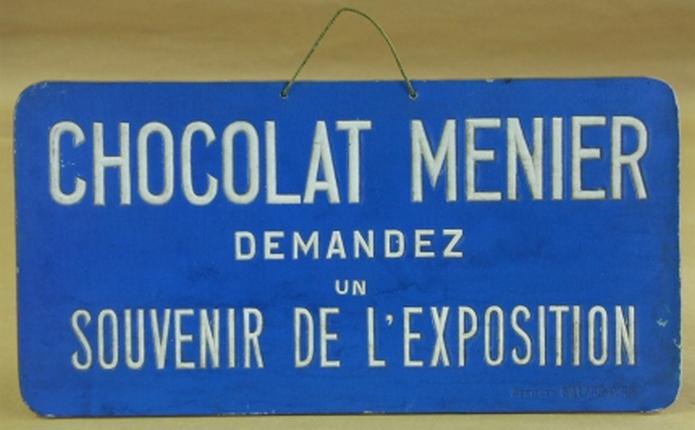 CHOCOLAT MENIER
DEMANDEZ
UN
SOUVENIR DE L'EXPOSITION